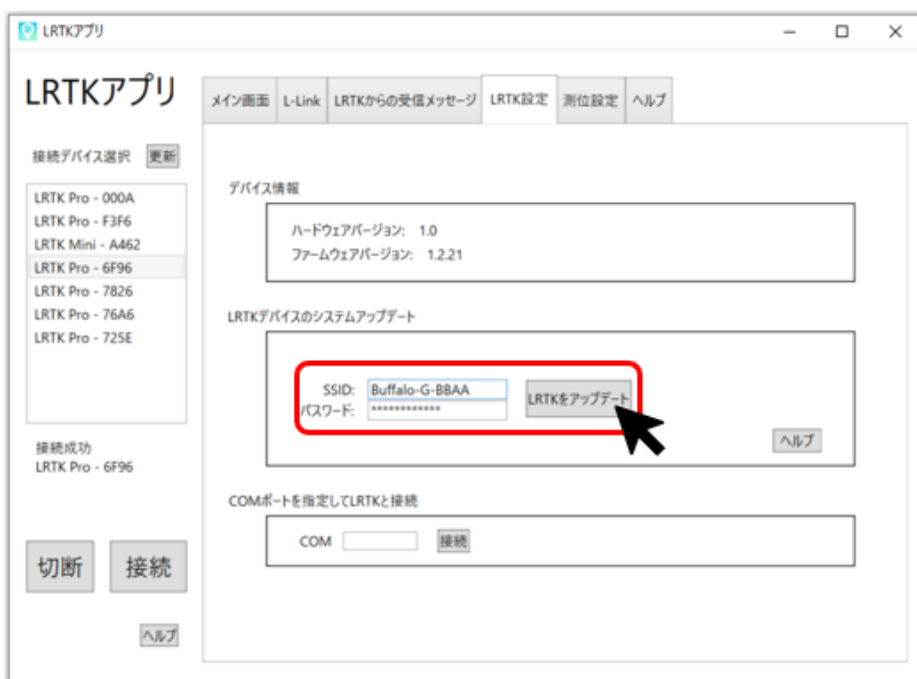 LRTKアプリ
LRTKアプリ
メイン画面 L-Link LRTKからの受信メッセージ LRTK設定 測位設定 ヘルプ
接続デバイス選択 更新
LRTK Pro - 000A
LRTK Pro - F3F6
LRTK Mini - A462
LRTK Pro - 6F96
LRTK Pro - 7826
LRTK Pro - 76A6
LRTK Pro - 725E
接続成功
LRTK Pro - 6F96
切断 接続
ヘルプ
デバイス情報
ハードウェアバージョン: 1.0
ファームウェアバージョン: 1.2.21
LRTKデバイスのシステムアップデート
SSID: Buffalo-G-BBAA
パスワード: ************
LRTKをアップデート
ヘルプ
COMポートを指定してLRTKと接続
COM 接続